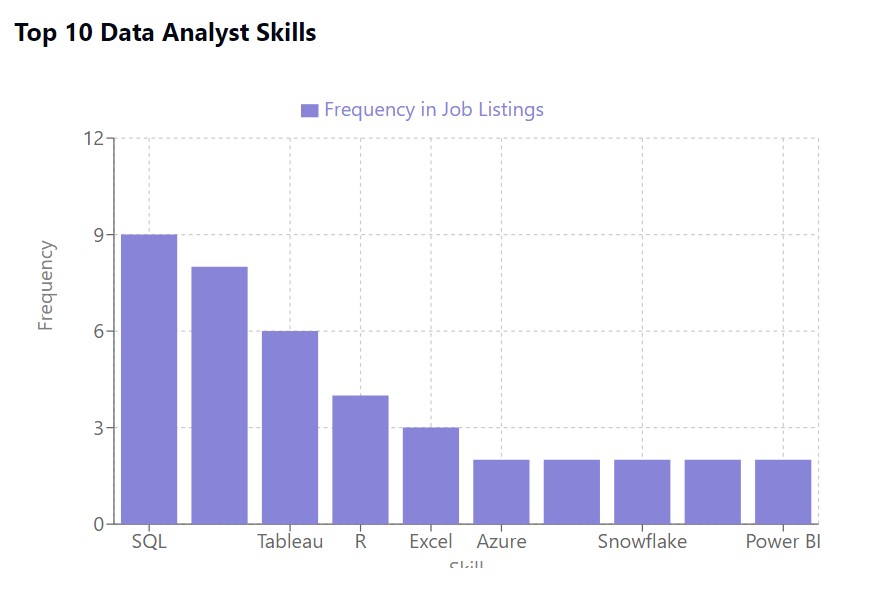 Top 10 Data Analyst Skills
Frequency in Job Listings
12
9
6
3
0
Frequency
SQL Tableau R Excel Azure Snowflake Power BI
Skill